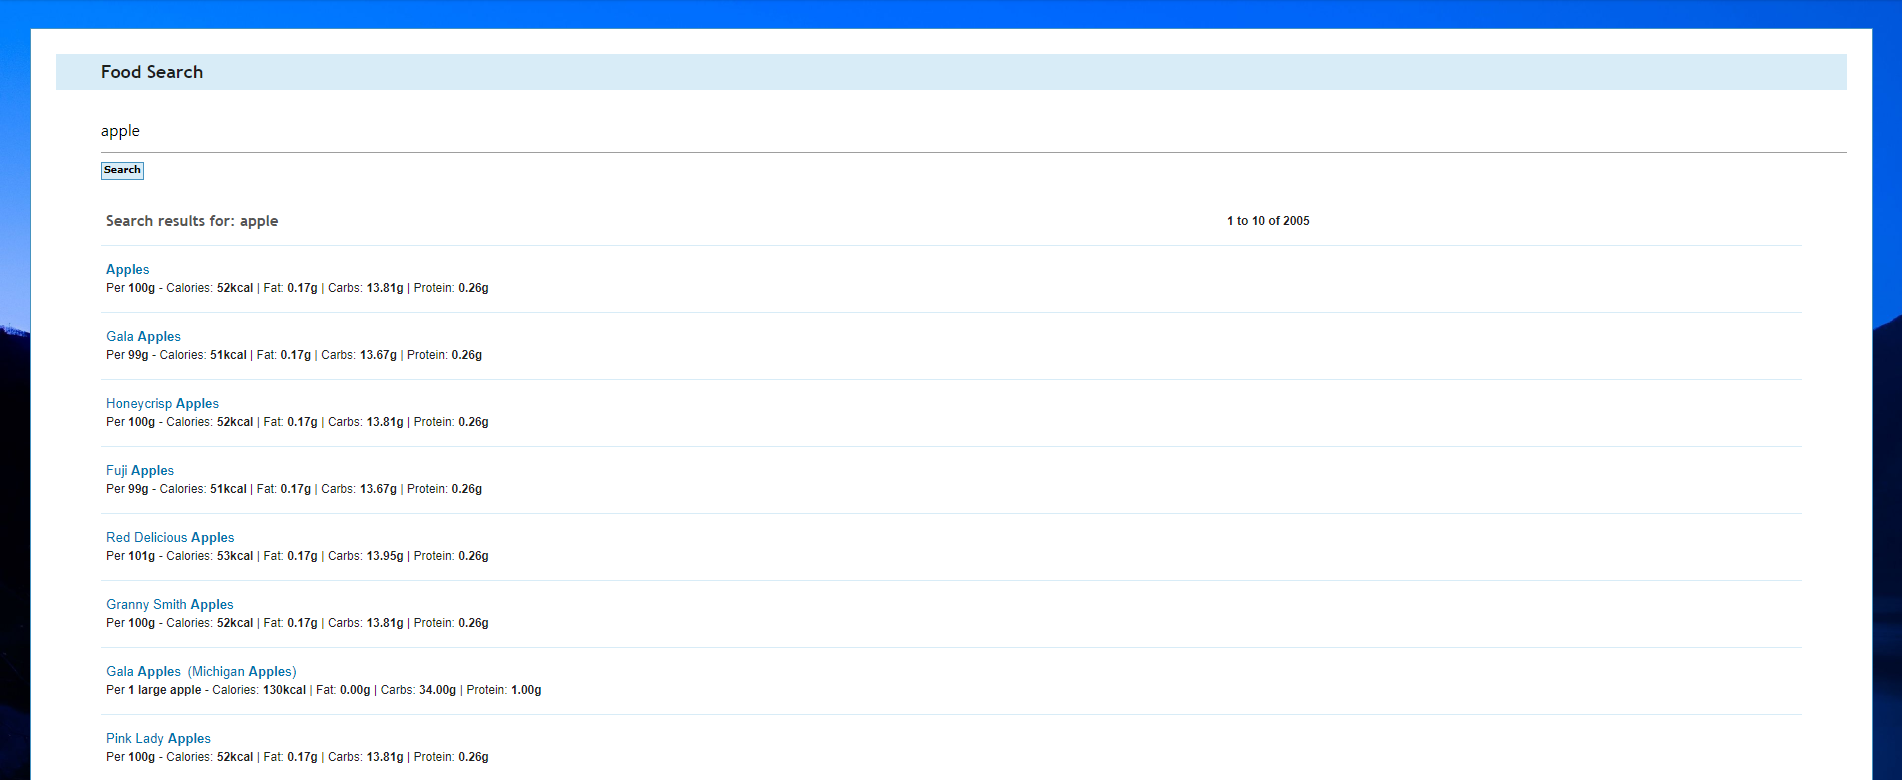 Food Search
apple
Search
Search results for: apple
1 to 10 of 2005
Apples
Per 100g - Calories: 52kcal | Fat: 0.17g | Carbs: 13.81g | Protein: 0.26g
Gala Apples
Per 99g - Calories: 51kcal | Fat: 0.17g | Carbs: 13.67g | Protein: 0.26g
Honeycrisp Apples
Per 100g - Calories: 52kcal | Fat: 0.17g | Carbs: 13.81g | Protein: 0.26g
Fuji Apples
Per 99g - Calories: 51kcal | Fat: 0.17g | Carbs: 13.67g | Protein: 0.26g
Red Delicious Apples
Per 101g - Calories: 53kcal | Fat: 0.17g | Carbs: 13.95g | Protein: 0.26g
Granny Smith Apples
Per 100g - Calories: 52kcal | Fat: 0.17g | Carbs: 13.81g | Protein: 0.26g
Gala Apples (Michigan Apples)
Per 1 large apple - Calories: 130kcal | Fat: 0.00g | Carbs: 34.00g | Protein: 1.00g
Pink Lady Apples
Per 100g - Calories: 52kcal | Fat: 0.17g | Carbs: 13.81g | Protein: 0.26g